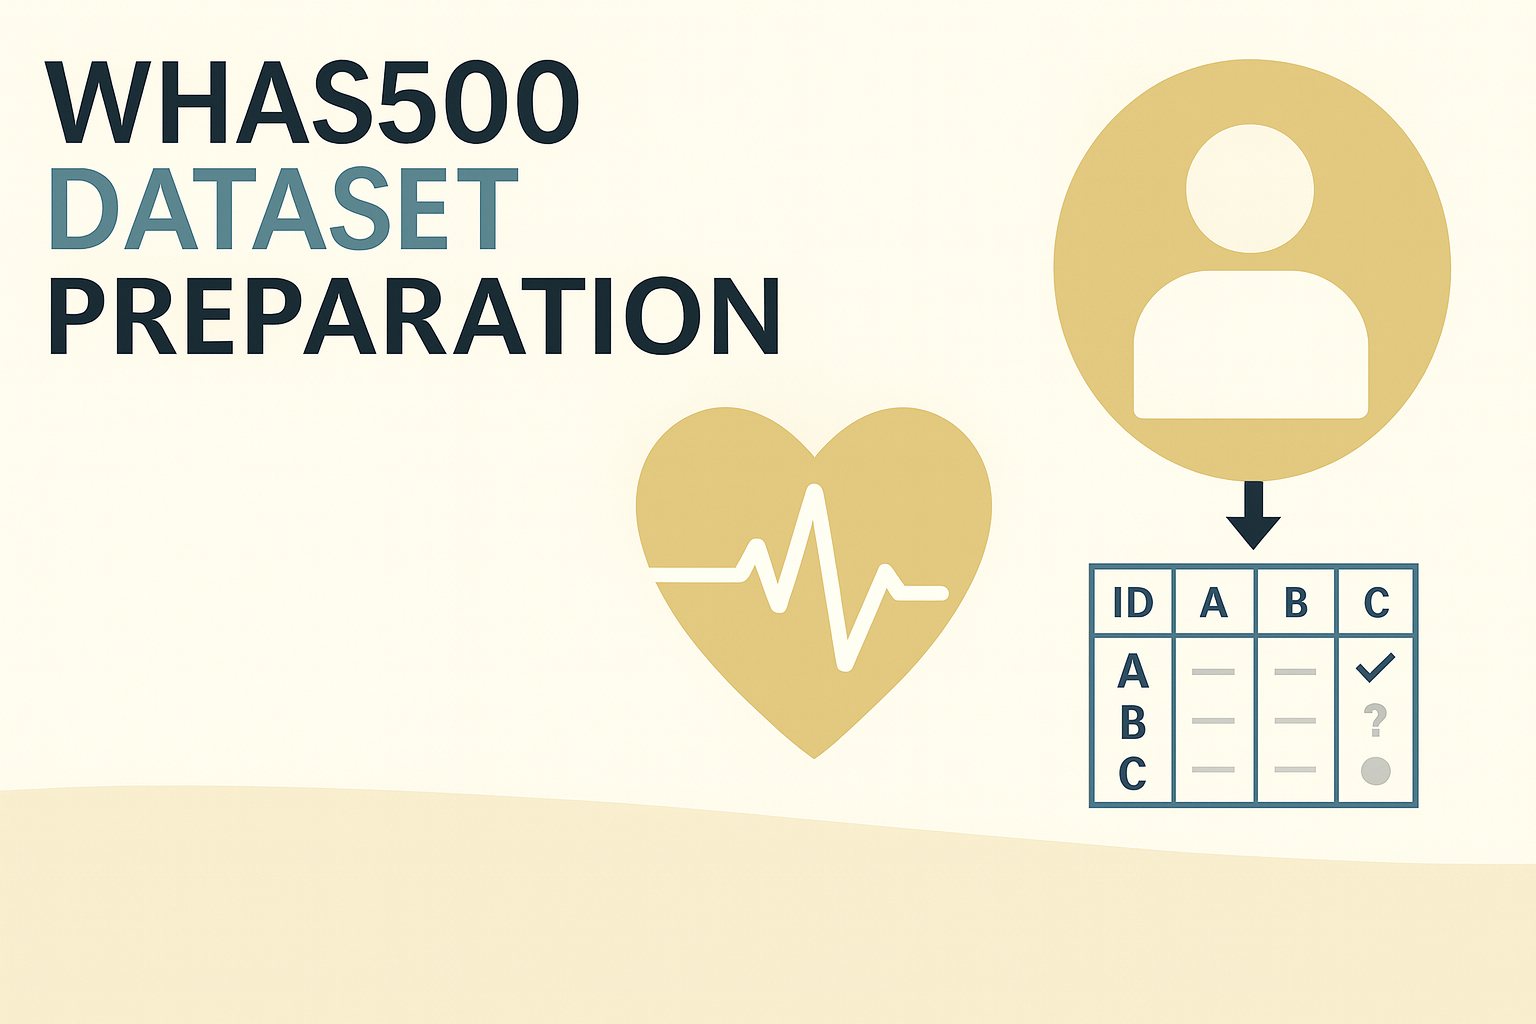 WHAS500
DATASET
PREPARATION
ID A B C
A
B ?
C